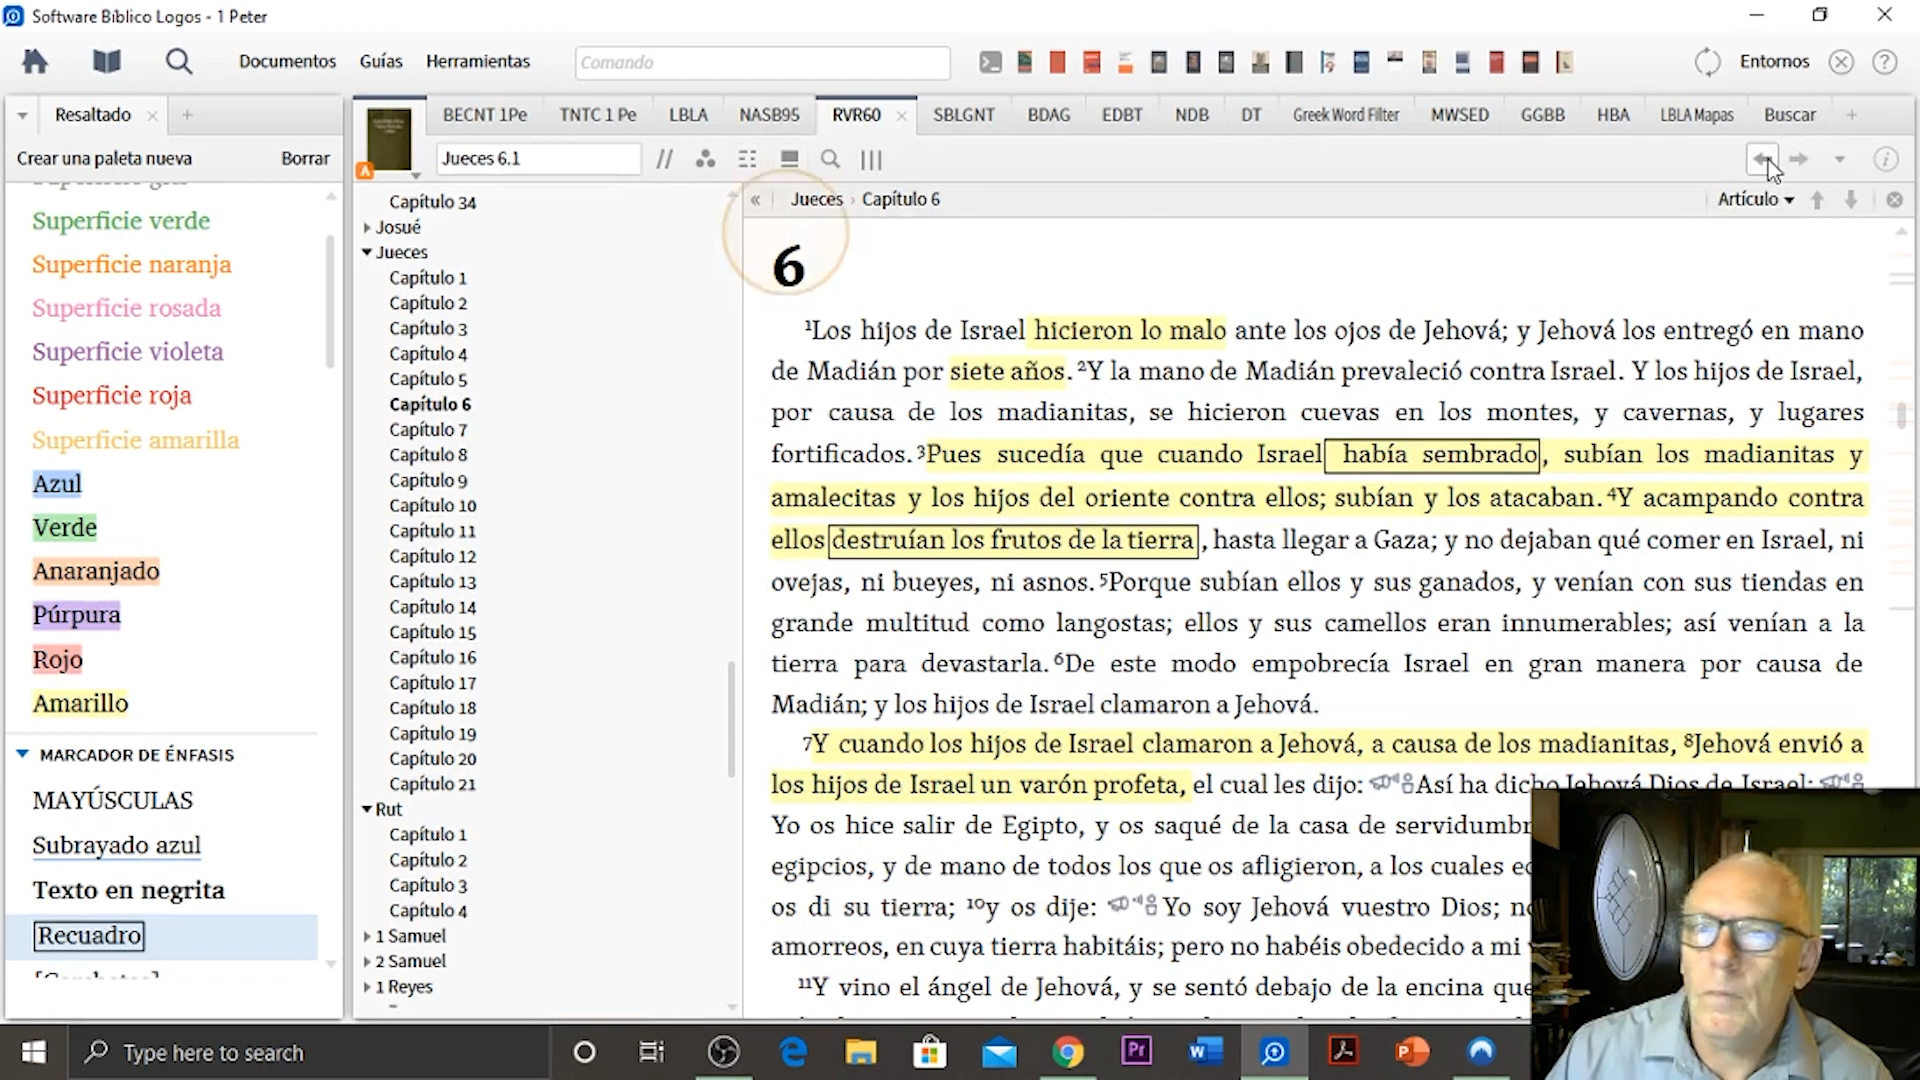 Software Bíblico Logos - 1 Peter
Documentos Guías Herramientas Comando Entornos
Resaltado
BECNT 1Pe TNTC 1 Pe LBLA NASB95 RVR60 SBLGNT BDAG EDBT NDB DT Greek Word Filter MWSED GGBB HBA LBLA Mapas Buscar
Crear una paleta nueva Borrar
Jueces 6.1
Superficie verde
Superficie naranja
Superficie rosada
Superficie violeta
Superficie roja
Superficie amarilla
Azul
Verde
Anaranjado
Púrpura
Rojo
Amarillo
MARCADOR DE ÉNFASIS
MAYÚSCULAS
Subrayado azul
Texto en negrita
Recuadro
Capítulo 34
Josué
Jueces
Capítulo 1
Capítulo 2
Capítulo 3
Capítulo 4
Capítulo 5
Capítulo 6
Capítulo 7
Capítulo 8
Capítulo 9
Capítulo 10
Capítulo 11
Capítulo 12
Capítulo 13
Capítulo 14
Capítulo 15
Capítulo 16
Capítulo 17
Capítulo 18
Capítulo 19
Capítulo 20
Capítulo 21
Rut
Capítulo 1
Capítulo 2
Capítulo 3
Capítulo 4
1 Samuel
2 Samuel
1 Reyes
« Jueces › Capítulo 6 Artículo
6
¹Los hijos de Israel hicieron lo malo ante los ojos de Jehová; y Jehová los entregó en mano
de Madián por siete años. ²Y la mano de Madián prevaleció contra Israel. Y los hijos de Israel,
por causa de los madianitas, se hicieron cuevas en los montes, y cavernas, y lugares
fortificados. ³Pues sucedía que cuando Israel había sembrado, subían los madianitas y
amalecitas y los hijos del oriente contra ellos; subían y los atacaban. ⁴Y acampando contra
ellos destruían los frutos de la tierra, hasta llegar a Gaza; y no dejaban qué comer en Israel, ni
ovejas, ni bueyes, ni asnos. ⁵Porque subían ellos y sus ganados, y venían con sus tiendas en
grande multitud como langostas; ellos y sus camellos eran innumerables; así venían a la
tierra para devastarla. ⁶De este modo empobrecía Israel en gran manera por causa de
Madián; y los hijos de Israel clamaron a Jehová.
⁷Y cuando los hijos de Israel clamaron a Jehová, a causa de los madianitas, ⁸Jehová envió a
los hijos de Israel un varón profeta, el cual les dijo: Así ha dicho Jehová Dios de Israel:
Yo os hice salir de Egipto, y os saqué de la casa de
egipcios, y de mano de todos los que os afligieron, a los cuales
os di su tierra; ¹⁰y os dije: Yo soy Jehová vuestro Dios;
amorreos, en cuya tierra habitáis; pero no habéis obedecido a mi
¹¹Y vino el ángel de Jehová, y se sentó debajo de la encina
Type here to search